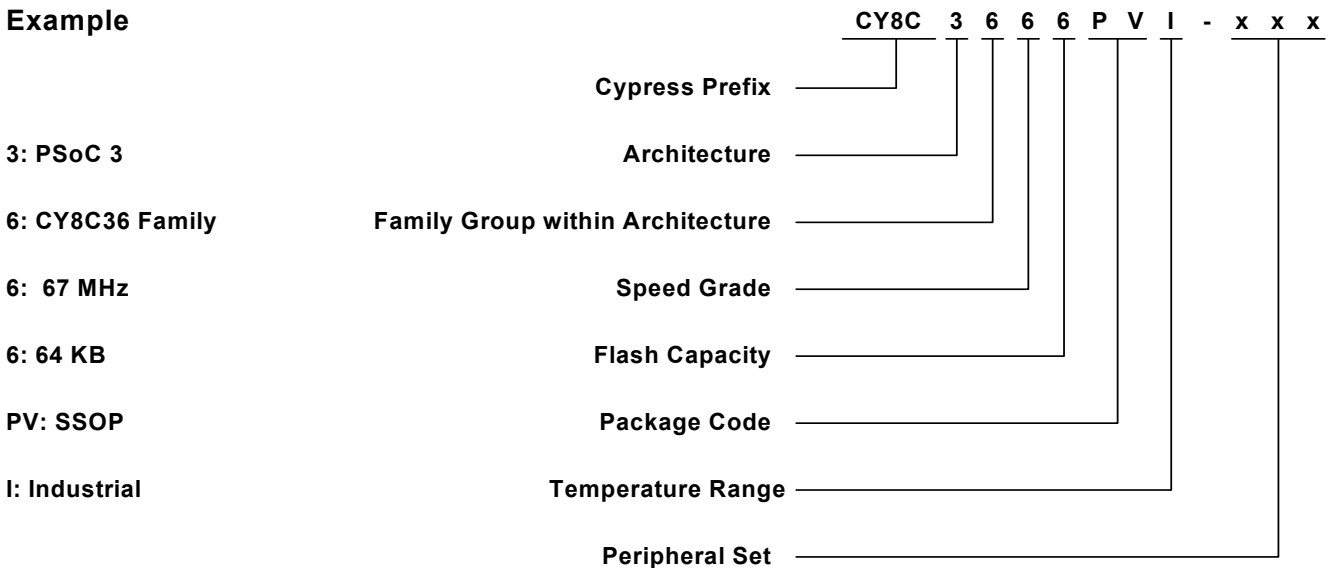 Example CY8C 3 6 6 6 P V I - x x x
Cypress Prefix
3: PSoC 3 Architecture
6: CY8C36 Family Family Group within Architecture
6: 67 MHz Speed Grade
6: 64 KB Flash Capacity
PV: SSOP Package Code
I: Industrial Temperature Range
Peripheral Set